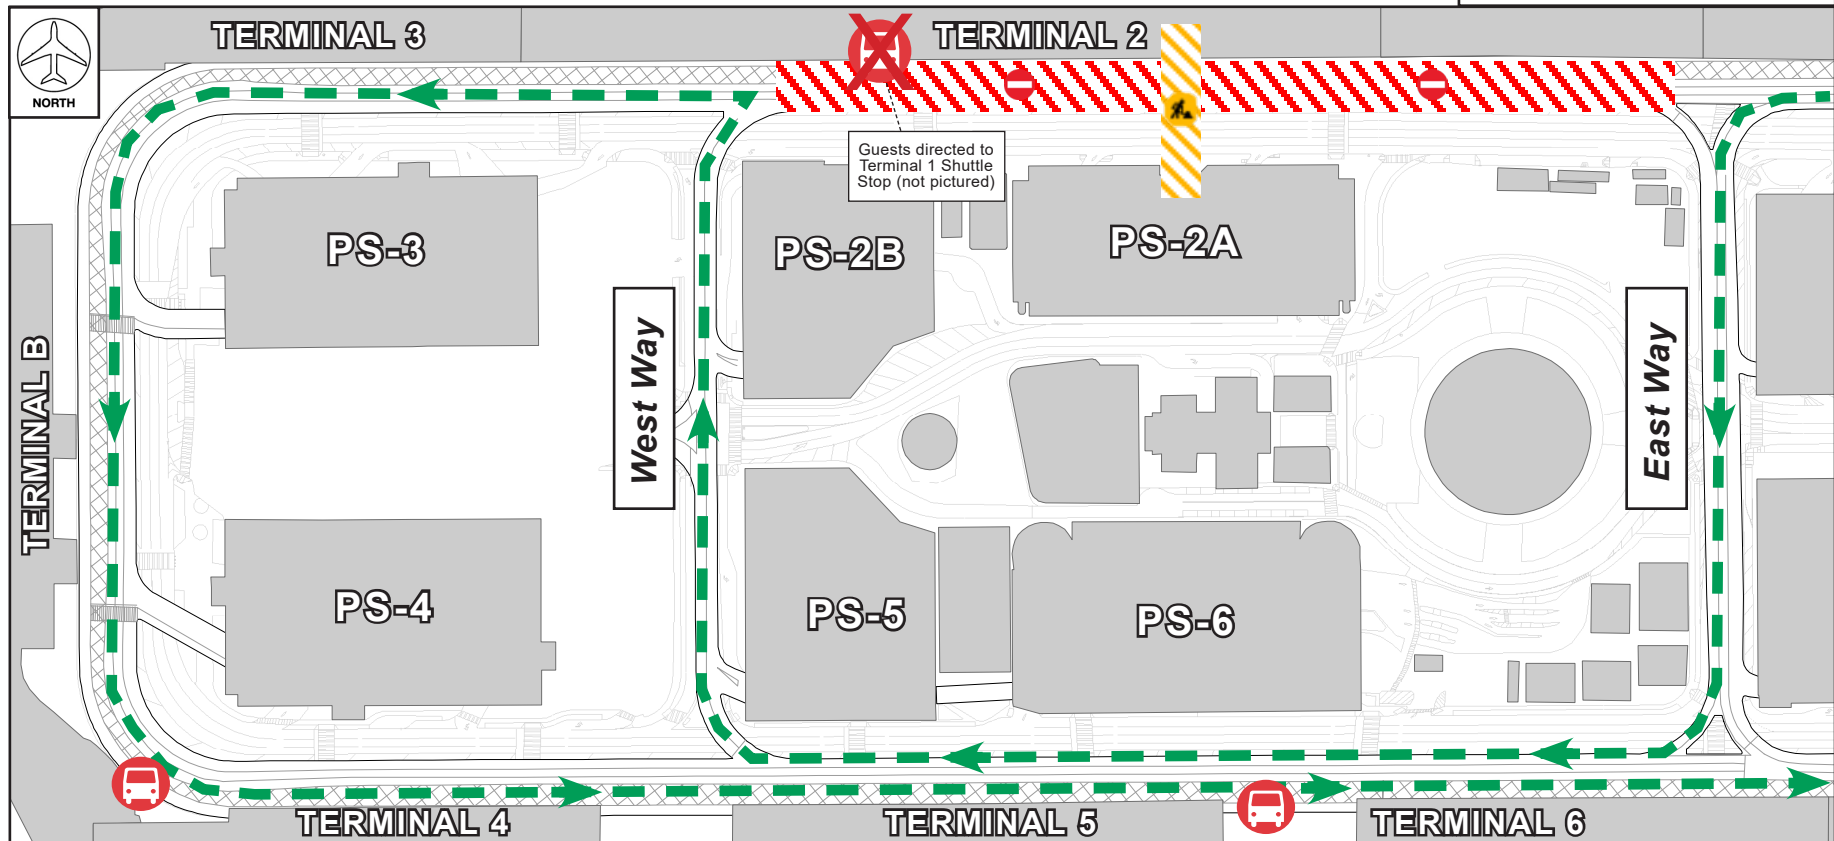 TERMINAL 3
TERMINAL 2
NORTH
Guests directed to
Terminal 1 Shuttle
Stop (not pictured)
PS-3
PS-2B
PS-2A
West Way
East Way
TERMINAL B
PS-4
PS-5
PS-6
TERMINAL 4
TERMINAL 5
TERMINAL 6